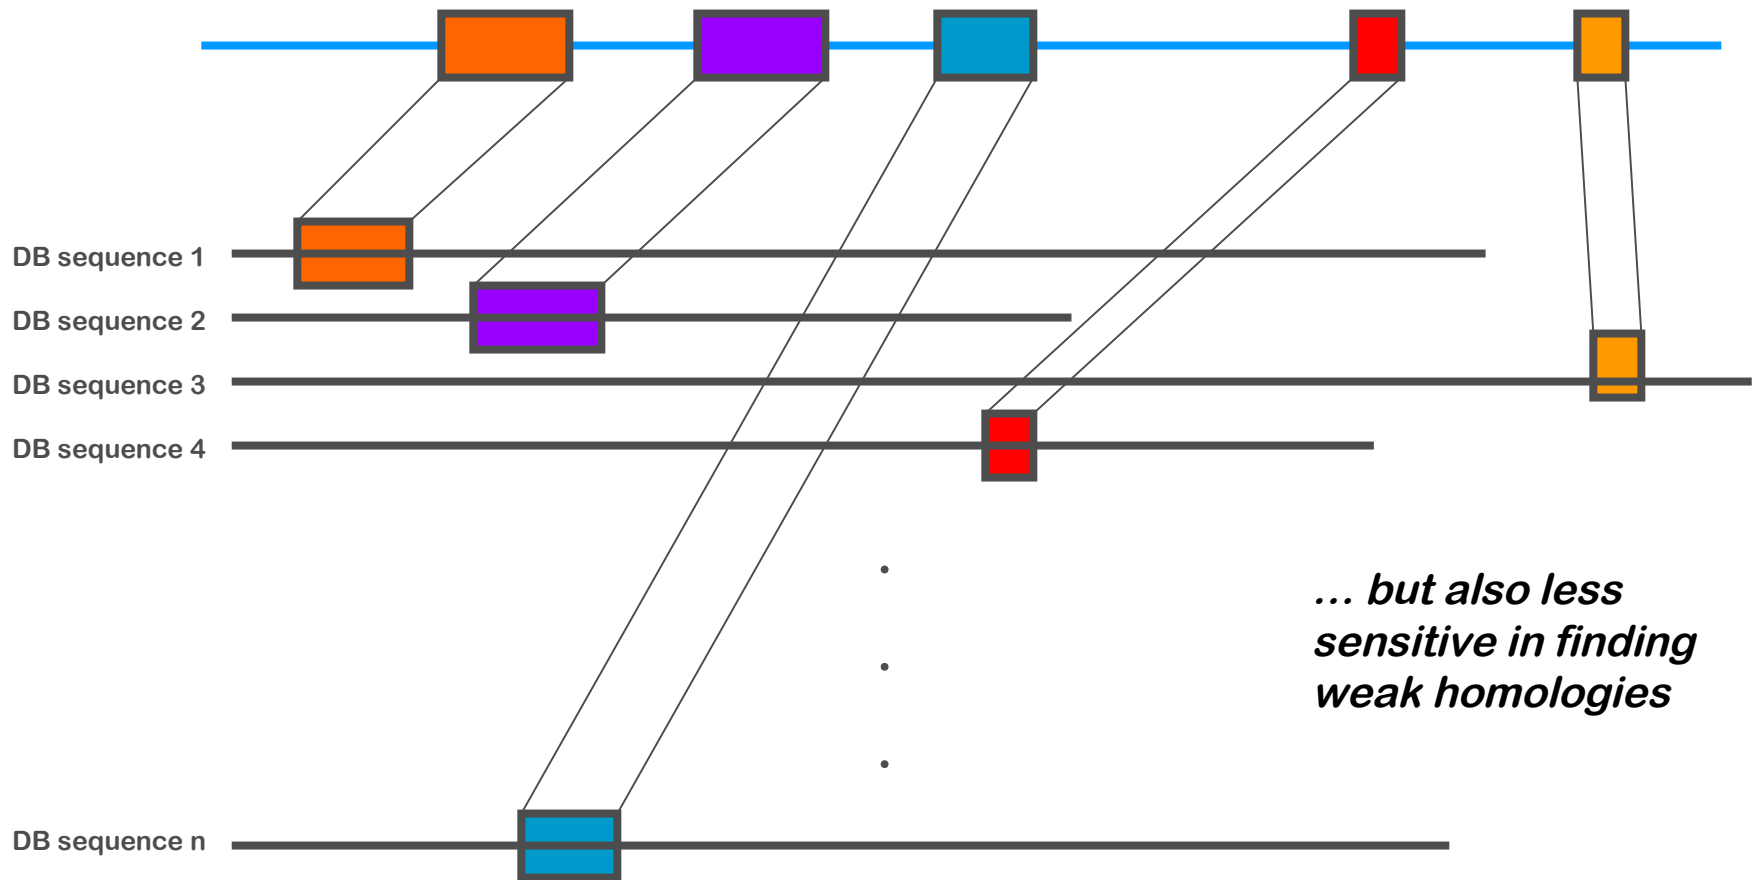 DB sequence 1
DB sequence 2
DB sequence 3
DB sequence 4
... but also less
sensitive in finding
weak homologies
DB sequence n